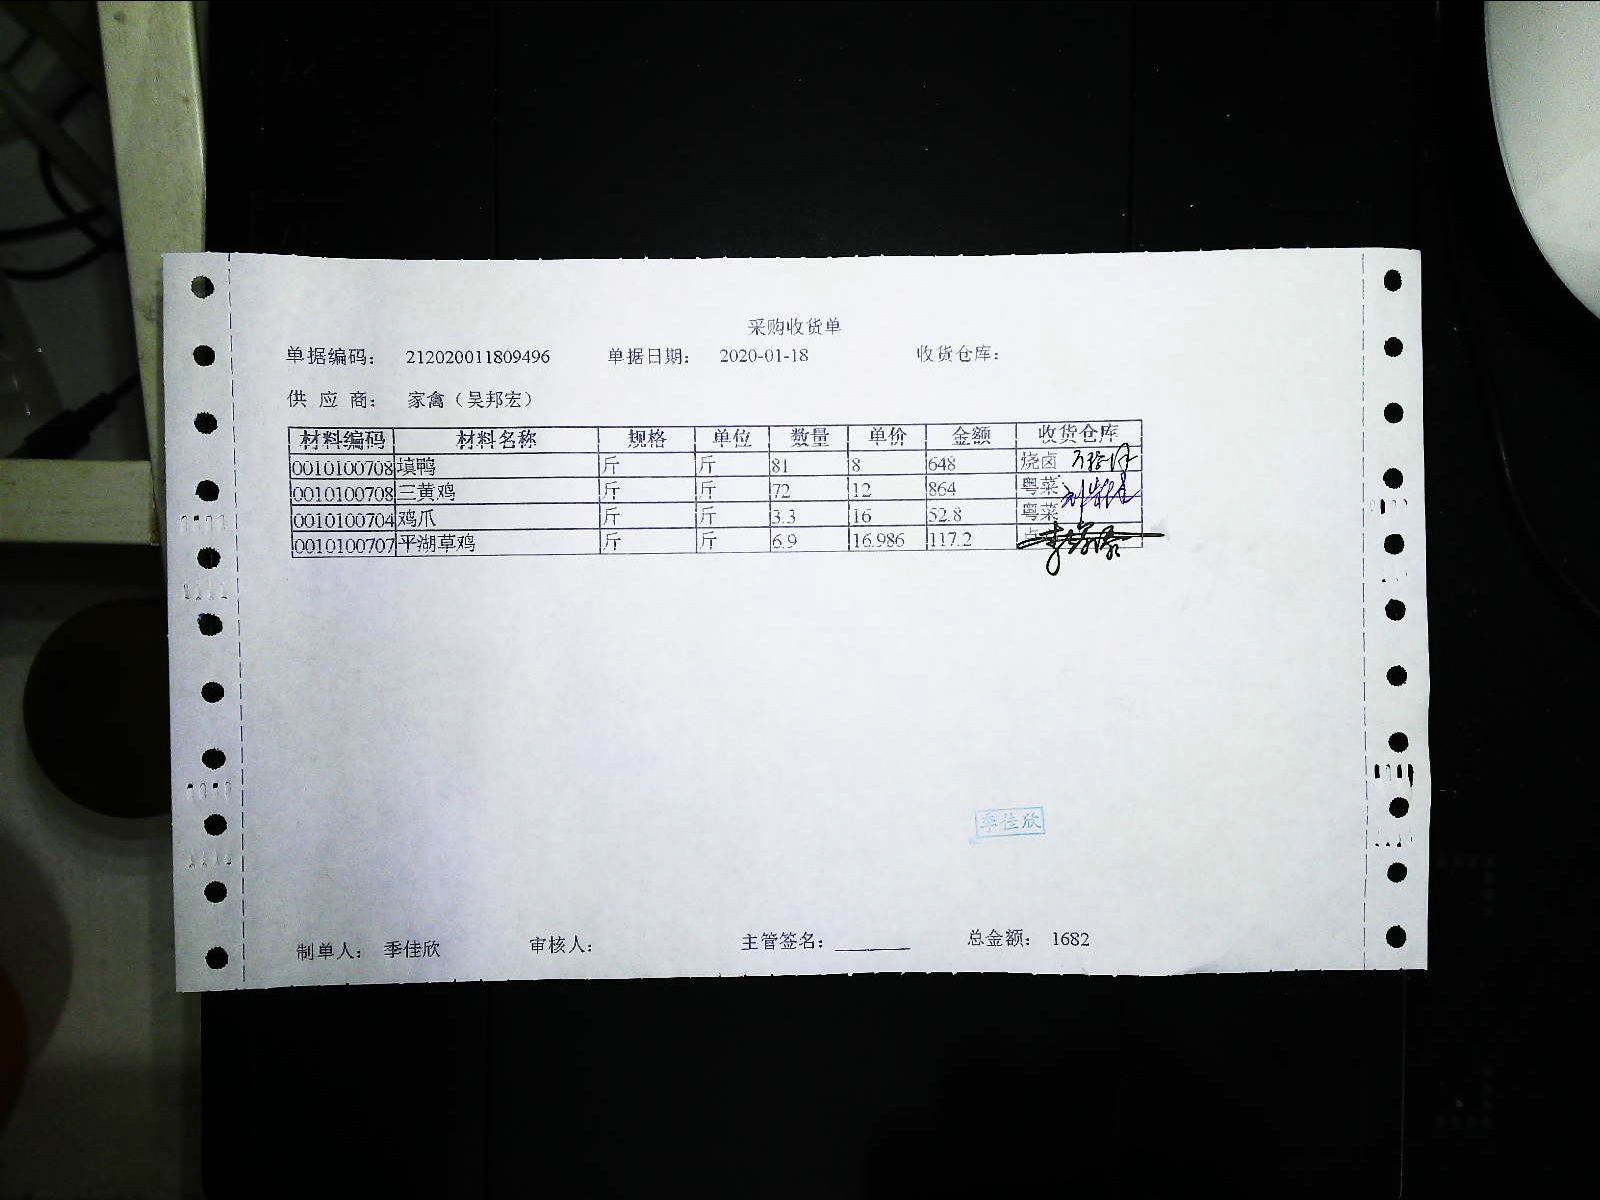 采购收货单
单据编码： 212020011809496 单据日期： 2020-01-18 收货仓库：
供 应 商： 家禽（吴邦宏）
材料编码 材料名称 规格 单位 数量 单价 金额 收货仓库
0010100708 填鸭 斤 斤 81 8 648 烧卤
0010100708 三黄鸡 斤 斤 72 12 864 粤菜
0010100704 鸡爪 斤 斤 3.3 16 52.8 粤菜
0010100707 平湖草鸡 斤 斤 6.9 16.986 117.2
季佳欣
制单人： 季佳欣 审核人： 主管签名：________ 总金额： 1682